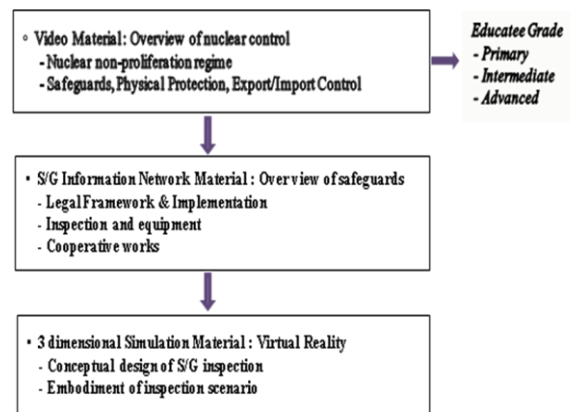 ◦ Video Material : Overview of nuclear control
- Nuclear non-proliferation regime
- Safeguards, Physical Protection, Export/Import Control
Educatee Grade
- Primary
- Intermediate
- Advanced
▪ S/G Information Network Material : Overview of safeguards
- Legal Framework & Implementation
- Inspection and equipment
- Cooperative works
▪ 3 dimensional Simulation Material : Virtual Reality
- Conceptual design of S/G inspection
- Embodiment of inspection scenario